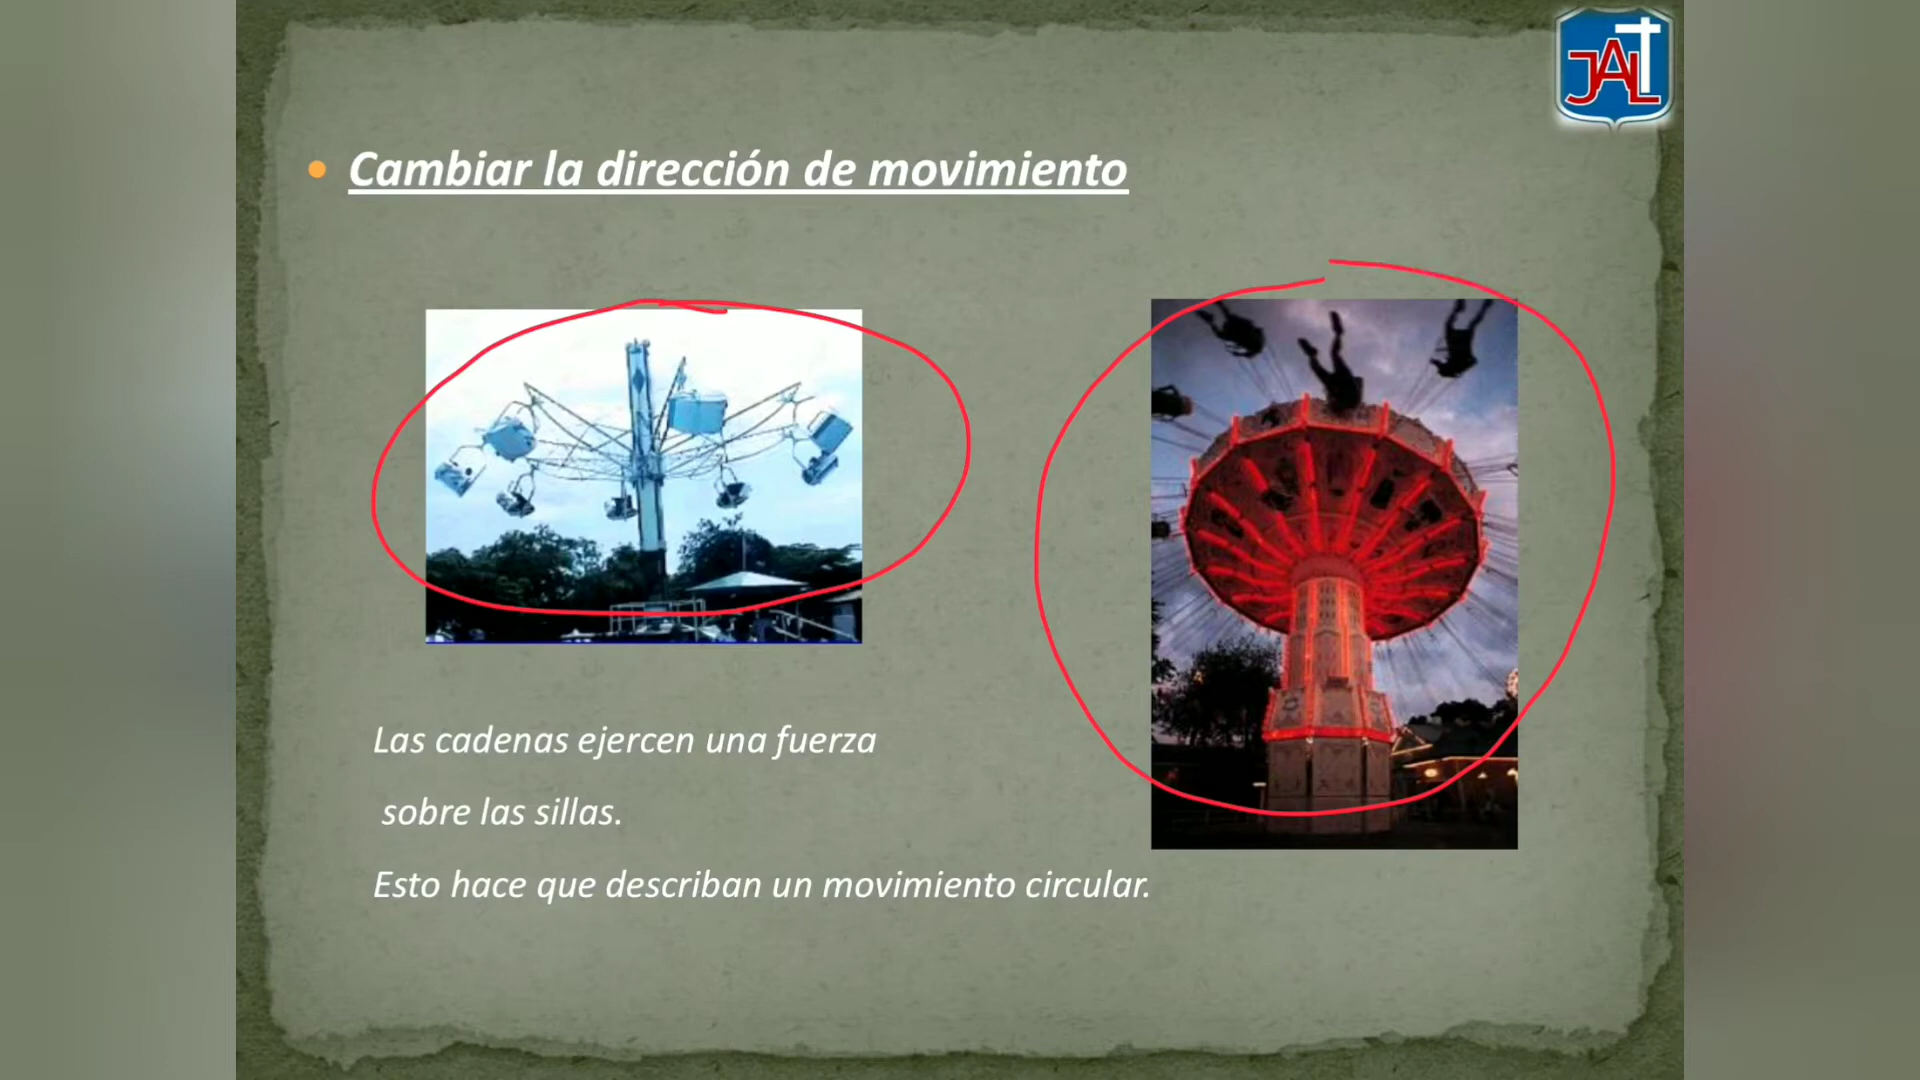 JALT
Cambiar la dirección de movimiento
Las cadenas ejercen una fuerza
sobre las sillas.
Esto hace que describan un movimiento circular.